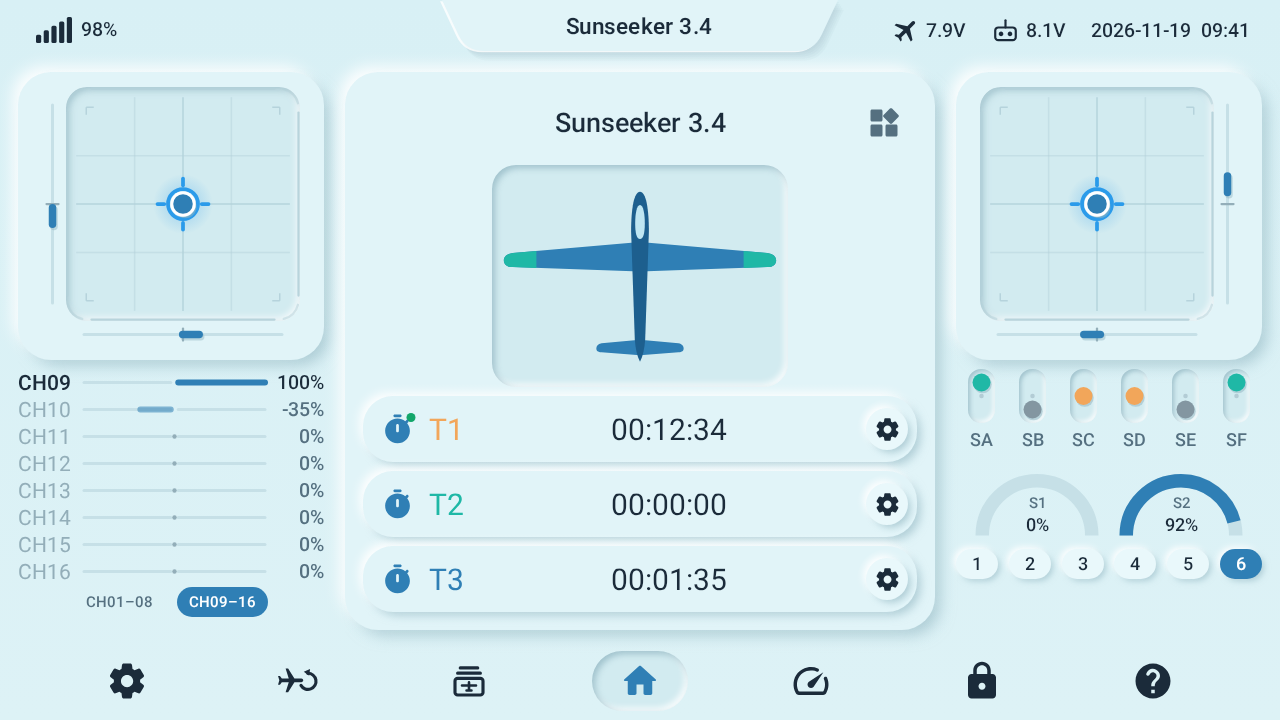 98%
Sunseeker 3.4
7.9V
8.1V
2026-11-19 09:41
Sunseeker 3.4
CH09 100%
CH10 -35%
CH11 0%
CH12 0%
CH13 0%
CH14 0%
CH15 0%
CH16 0%
CH01–08
CH09–16
T1 00:12:34
T2 00:00:00
T3 00:01:35
SA SB SC SD SE SF
S1
0%
S2
92%
1 2 3 4 5 6